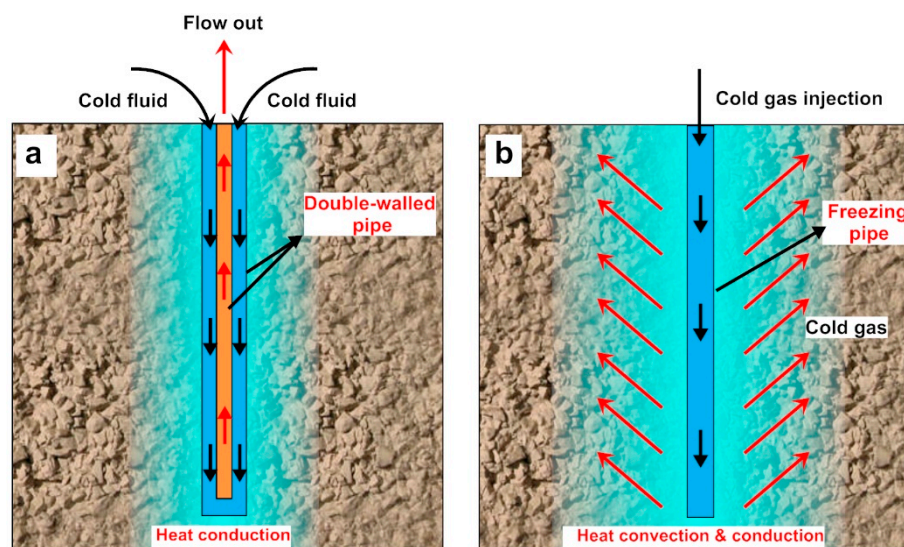 Flow out
Cold fluid
Cold fluid
a
Double-walled
pipe
Heat conduction
Cold gas injection
b
Freezing
pipe
Cold gas
Heat convection & conduction